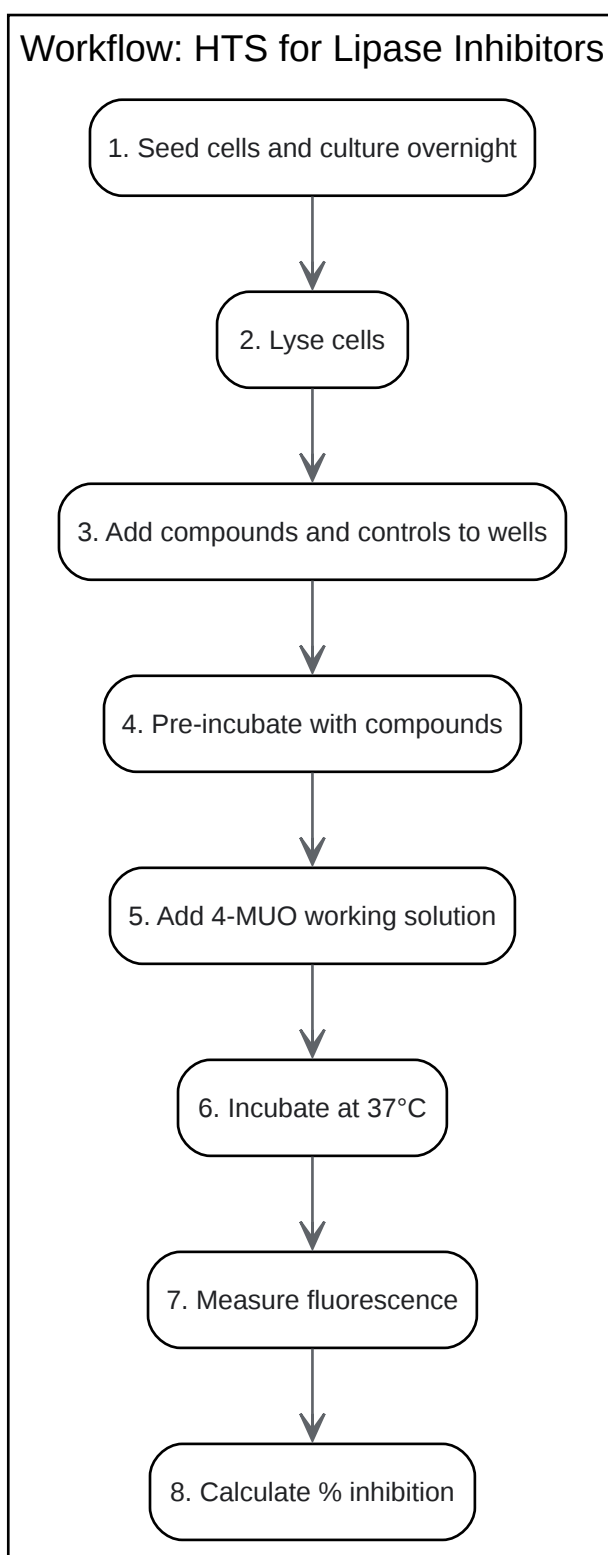 Workflow: HTS for Lipase Inhibitors
1. Seed cells and culture overnight
2. Lyse cells
3. Add compounds and controls to wells
4. Pre-incubate with compounds
5. Add 4-MUO working solution
6. Incubate at 37°C
7. Measure fluorescence
8. Calculate % inhibition